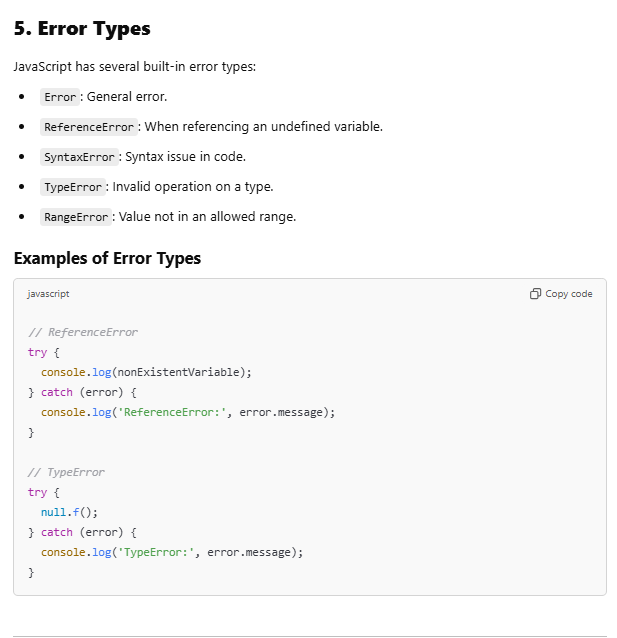 5. Error Types
JavaScript has several built-in error types:
• Error: General error.
• ReferenceError: When referencing an undefined variable.
• SyntaxError: Syntax issue in code.
• TypeError: Invalid operation on a type.
• RangeError: Value not in an allowed range.
Examples of Error Types
javascript Copy code
// ReferenceError
try {
  console.log(nonExistentVariable);
} catch (error) {
  console.log('ReferenceError:', error.message);
}
// TypeError
try {
  null.f();
} catch (error) {
  console.log('TypeError:', error.message);
}